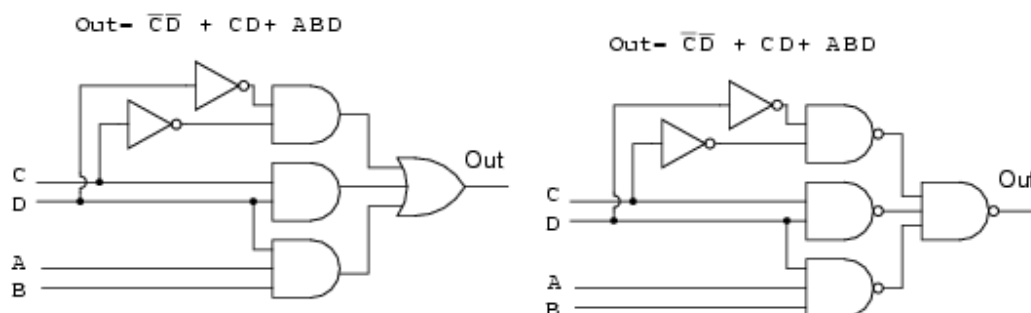 Out= C̅D̅ + CD+ ABD
C
D
A
B
Out
Out= C̅D̅ + CD+ ABD
C
D
A
B
Out